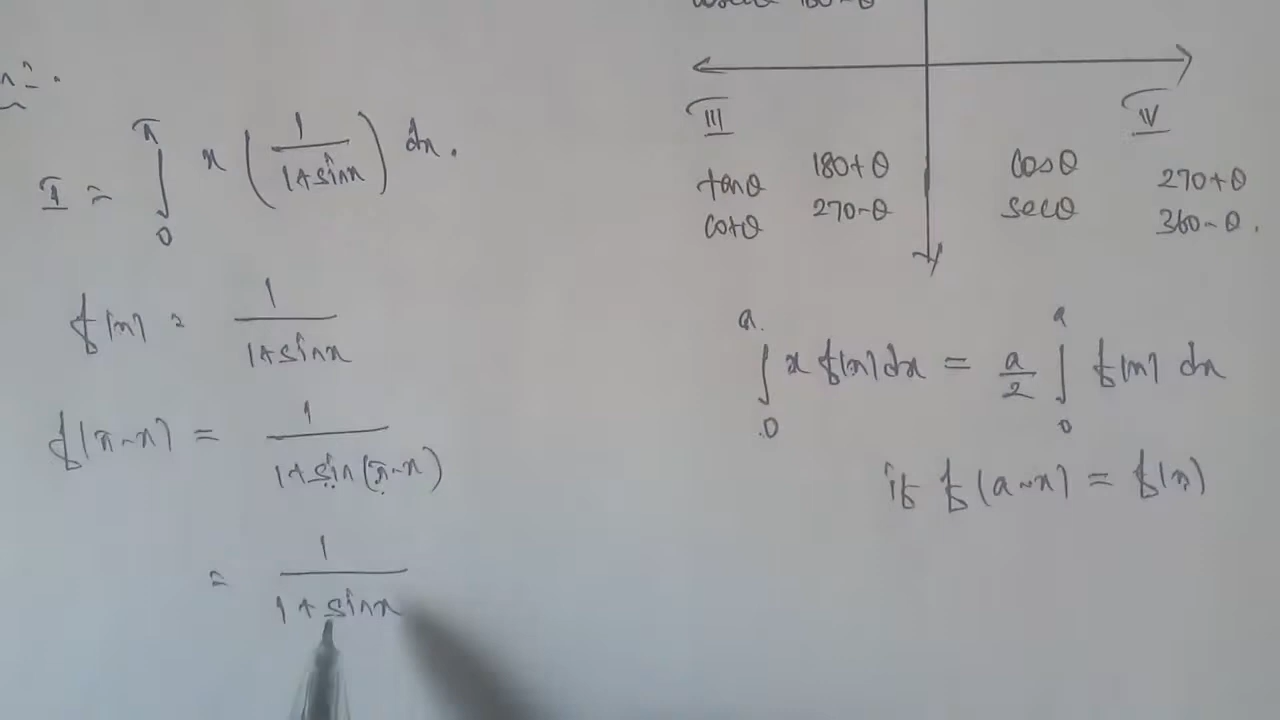 I = ∫₀^π x (1/(1+sinx)) dx.
f(x) = 1/(1+sinx)
f(π-x) = 1/(1+sin(π-x))
= 1/(1+sinx)
III
IV
tanθ 180+θ
cotθ 270-θ
cosθ 270+θ
secθ 360-θ.
∫₀^a x f(x) dx = a/2 ∫₀^a f(x) dx
if f(a-x) = f(x)